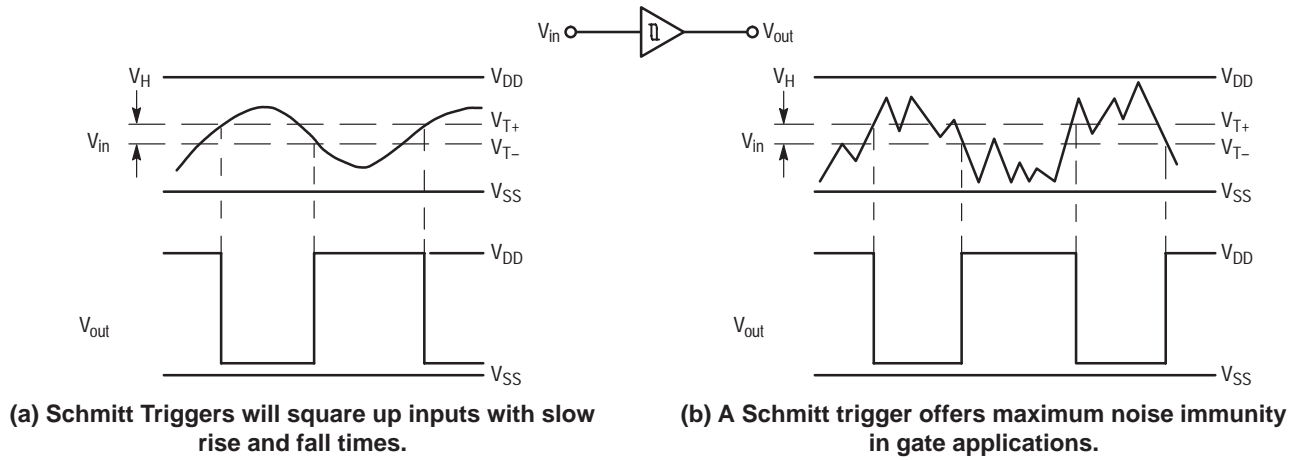 V_in V_out
V_H
V_DD
V_T+
V_in
V_T–
V_SS
V_DD
V_out
V_SS
(a) Schmitt Triggers will square up inputs with slow
rise and fall times.
V_H
V_DD
V_T+
V_in
V_T–
V_SS
V_DD
V_out
V_SS
(b) A Schmitt trigger offers maximum noise immunity
in gate applications.